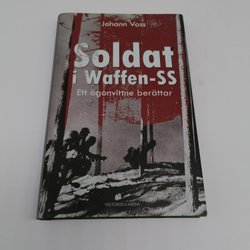 Johann Voss
Soldat
i Waffen-SS
Ett ögonvittne berättar
HISTORISKA MEDIA